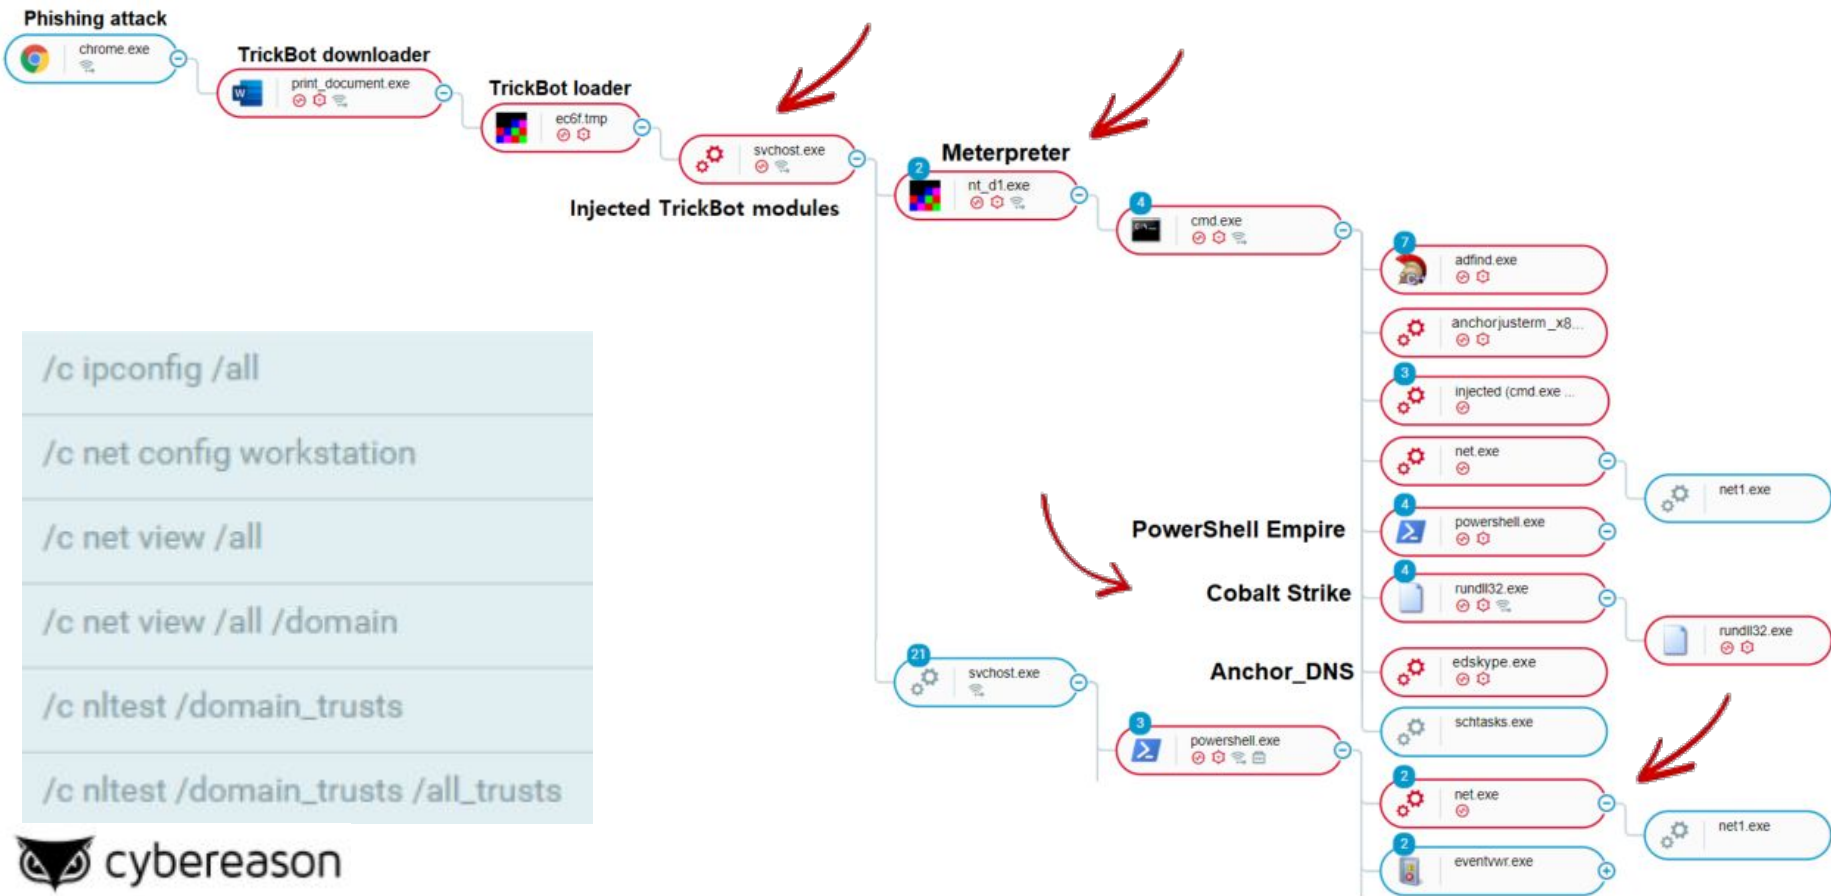 Phishing attack
chrome.exe
TrickBot downloader
print_document.exe
TrickBot loader
ec6f.tmp
svchost.exe
Injected TrickBot modules
Meterpreter
2
nt_d1.exe
4
cmd.exe
7
adfind.exe
anchorjusterm_x8...
3
injected (cmd.exe ...
net.exe
net1.exe
PowerShell Empire
4
powershell.exe
Cobalt Strike
4
rundll32.exe
rundll32.exe
Anchor_DNS
edskype.exe
schtasks.exe
21
svchost.exe
3
powershell.exe
2
net.exe
net1.exe
2
eventvwr.exe
/c ipconfig /all
/c net config workstation
/c net view /all
/c net view /all /domain
/c nltest /domain_trusts
/c nltest /domain_trusts /all_trusts
cybereason